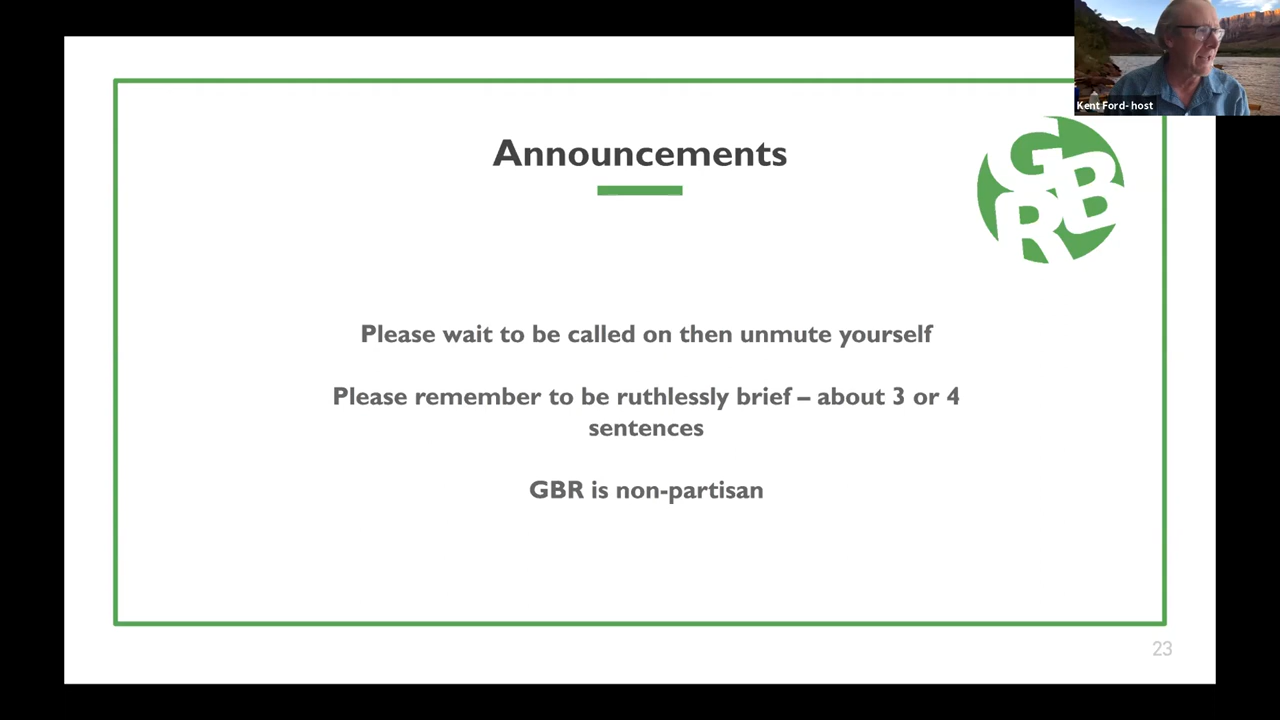 Kent Ford- host
Announcements
GBR
Please wait to be called on then unmute yourself
Please remember to be ruthlessly brief – about 3 or 4
sentences
GBR is non-partisan
23